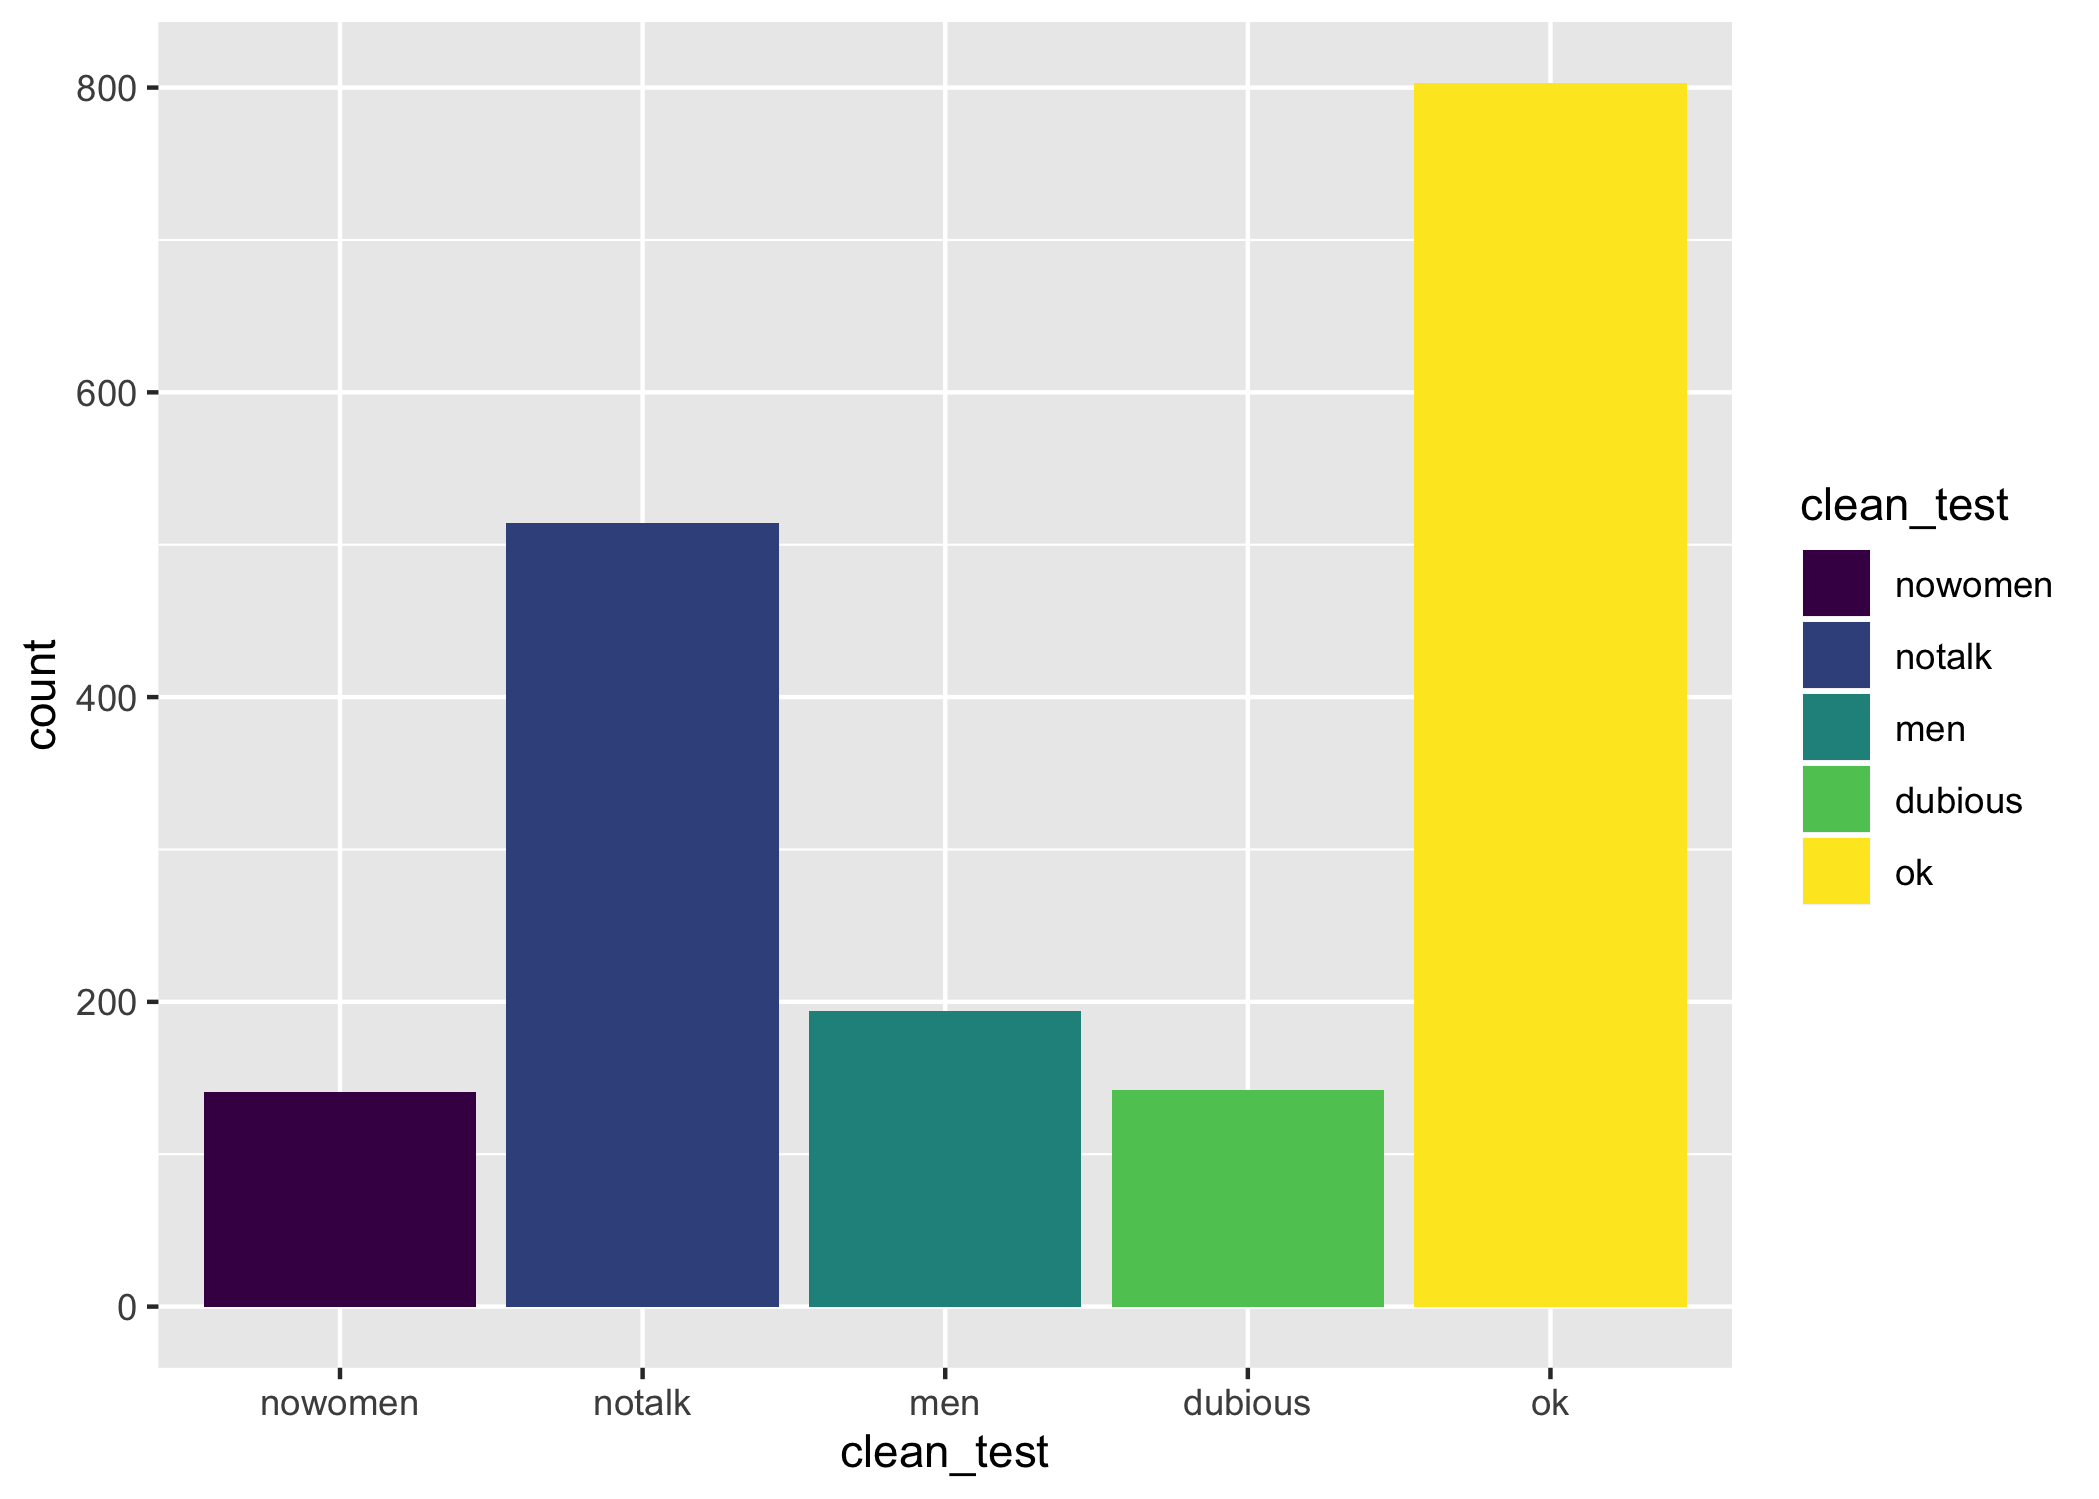 800
600
400
200
0
count
nowomen
notalk
men
dubious
ok
clean_test
clean_test
nowomen
notalk
men
dubious
ok